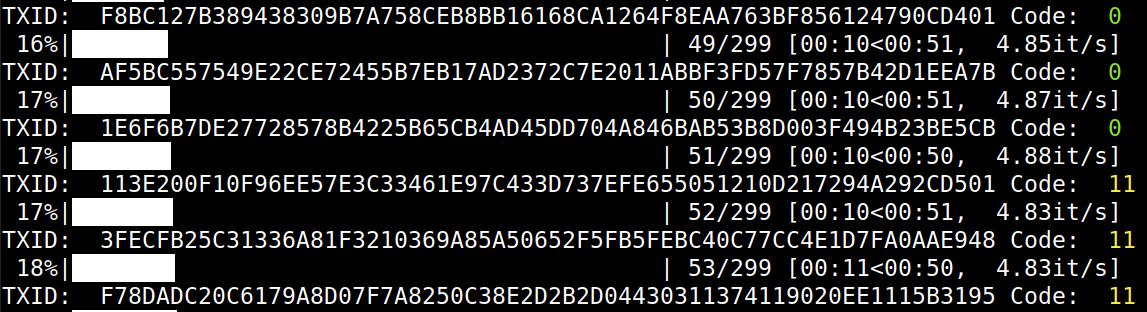 TXID:  F8BC127B389438309B7A758CEB8BB16168CA1264F8EAA763BF856124790CD401 Code:  0
16%| | 49/299 [00:10<00:51,  4.85it/s]
TXID:  AF5BC557549E22CE72455B7EB17AD2372C7E2011ABBF3FD57F7857B42D1EEA7B Code:  0
17%| | 50/299 [00:10<00:51,  4.87it/s]
TXID:  1E6F6B7DE27728578B4225B65CB4AD45DD704A846BAB53B8D003F494B23BE5CB Code:  0
17%| | 51/299 [00:10<00:50,  4.88it/s]
TXID:  113E200F10F96EE57E3C33461E97C433D737EFE655051210D217294A292CD501 Code:  11
17%| | 52/299 [00:10<00:51,  4.83it/s]
TXID:  3FECFB25C31336A81F3210369A85A50652F5FB5FEBC40C77CC4E1D7FA0AAE948 Code:  11
18%| | 53/299 [00:11<00:50,  4.83it/s]
TXID:  F78DADC20C6179A8D07F7A8250C38E2D2B2D04430311374119020EE1115B3195 Code:  11